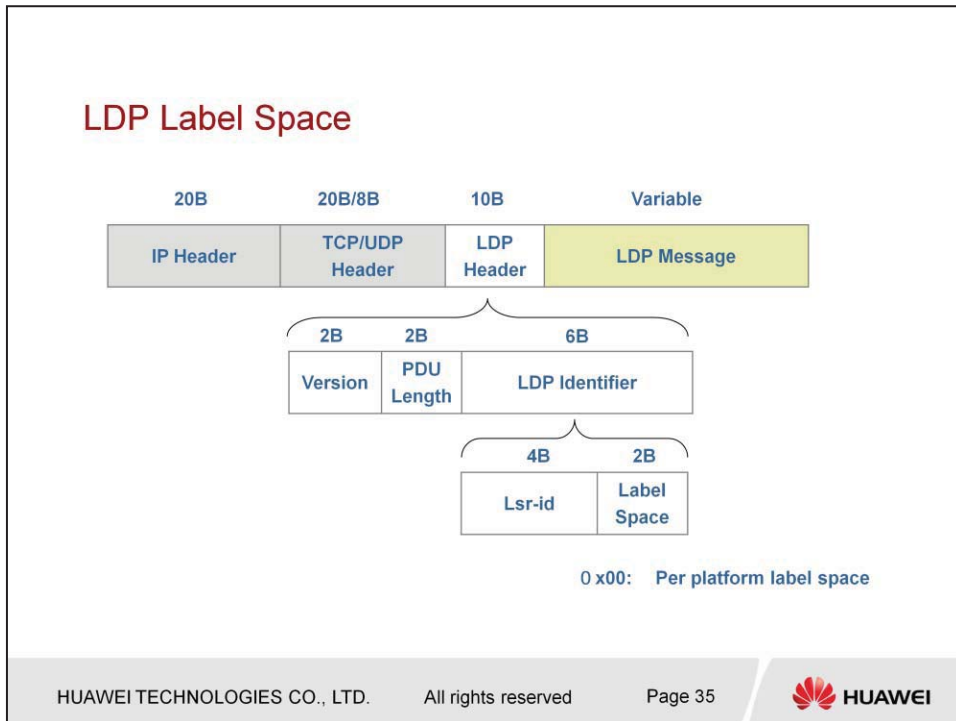 LDP Label Space
20B 20B/8B 10B Variable
IP Header
TCP/UDP
Header
LDP
Header
LDP Message
2B 2B 6B
Version
PDU
Length
LDP Identifier
4B 2B
Lsr-id
Label
Space
0 x00: Per platform label space
HUAWEI TECHNOLOGIES CO., LTD. All rights reserved Page 35 HUAWEI